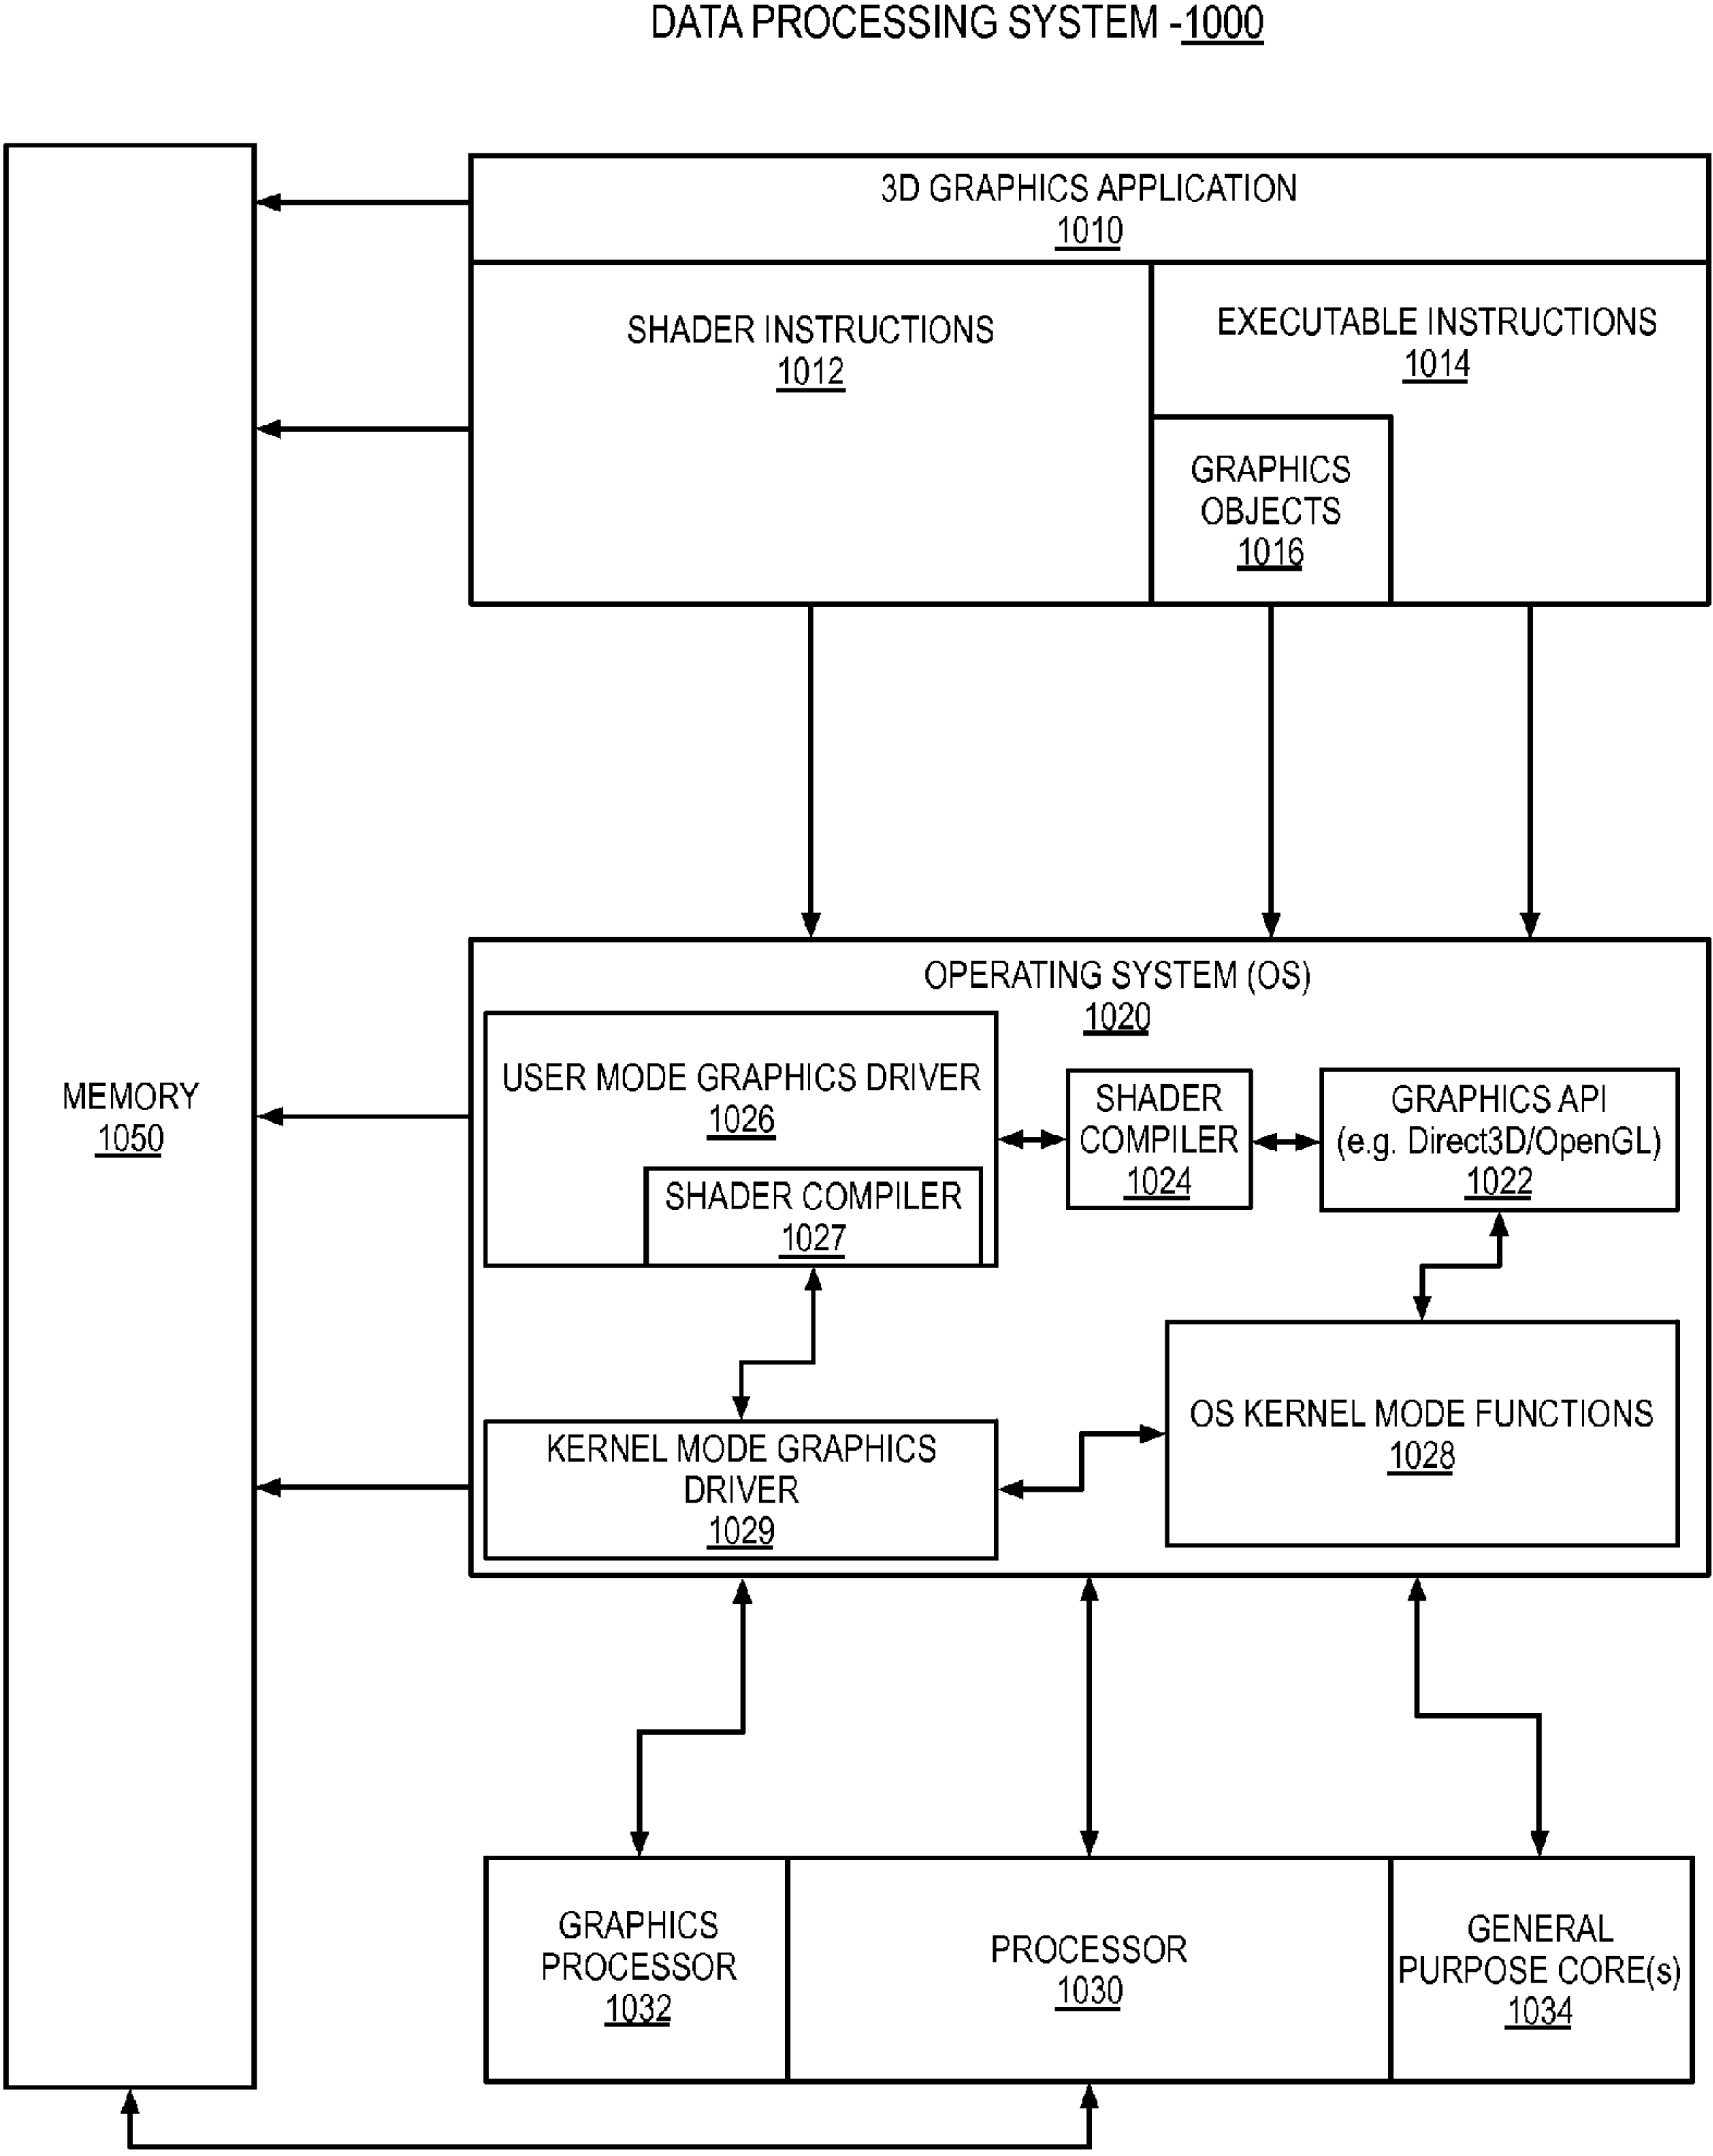 DATA PROCESSING SYSTEM -1000
3D GRAPHICS APPLICATION
1010
SHADER INSTRUCTIONS
1012
EXECUTABLE INSTRUCTIONS
1014
GRAPHICS
OBJECTS
1016
MEMORY
1050
OPERATING SYSTEM (OS)
1020
USER MODE GRAPHICS DRIVER
1026
SHADER COMPILER
1027
SHADER
COMPILER
1024
GRAPHICS API
(e.g. Direct3D/OpenGL)
1022
KERNEL MODE GRAPHICS
DRIVER
1029
OS KERNEL MODE FUNCTIONS
1028
GRAPHICS
PROCESSOR
1032
PROCESSOR
1030
GENERAL
PURPOSE CORE(s)
1034